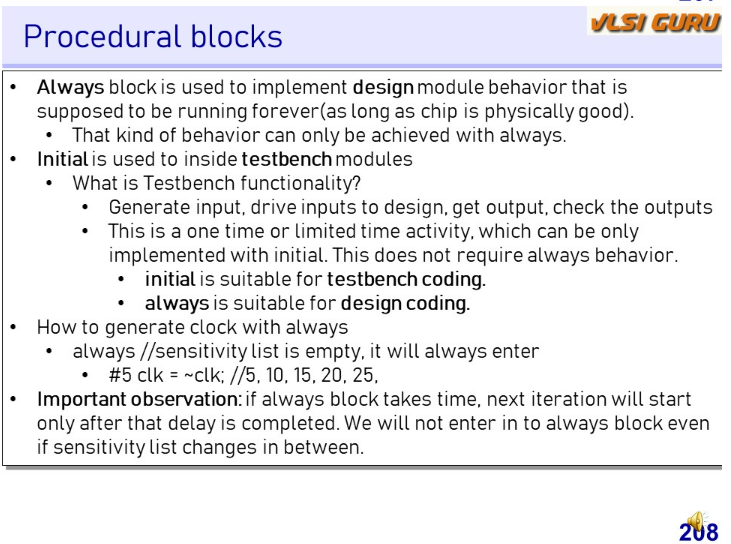 VLSI GURU
Procedural blocks
• Always block is used to implement design module behavior that is
supposed to be running forever(as long as chip is physically good).
• That kind of behavior can only be achieved with always.
• Initial is used to inside testbench modules
• What is Testbench functionality?
• Generate input, drive inputs to design, get output, check the outputs
• This is a one time or limited time activity, which can be only
implemented with initial. This does not require always behavior.
• initial is suitable for testbench coding.
• always is suitable for design coding.
• How to generate clock with always
• always //sensitivity list is empty, it will always enter
• #5 clk = ~clk; //5, 10, 15, 20, 25,
• Important observation: if always block takes time, next iteration will start
only after that delay is completed. We will not enter in to always block even
if sensitivity list changes in between.
208